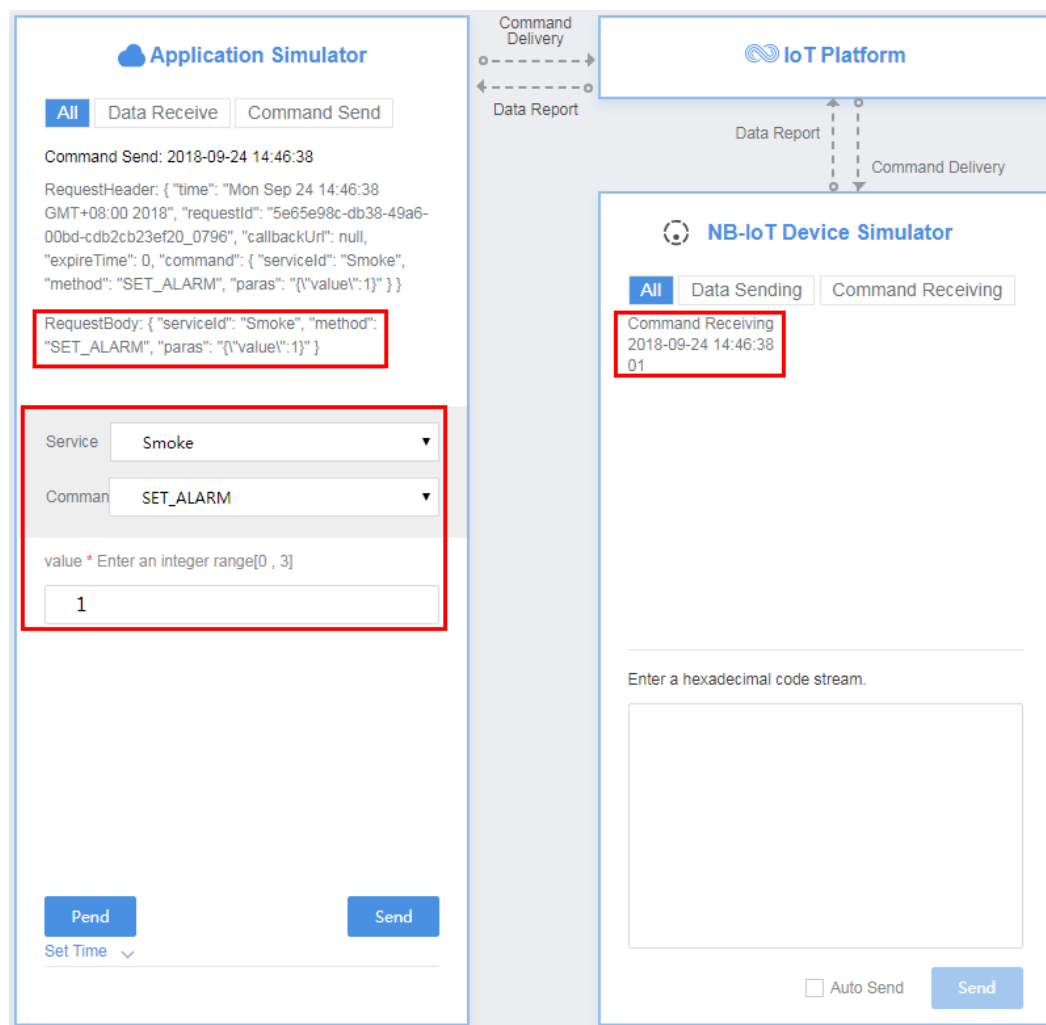 Application Simulator
All
Data Receive
Command Send
Command Send: 2018-09-24 14:46:38
RequestHeader: { "time": "Mon Sep 24 14:46:38
GMT+08:00 2018", "requestId": "5e65e98c-db38-49a6-
00bd-cdb2cb23ef20_0796", "callbackUrl": null,
"expireTime": 0, "command": { "serviceId": "Smoke",
"method": "SET_ALARM", "paras": "{\"value\":1}" } }
RequestBody: { "serviceId": "Smoke", "method":
"SET_ALARM", "paras": "{\"value\":1}" }
Service
Smoke
Comman
SET_ALARM
value * Enter an integer range[0 , 3]
1
Pend
Send
Set Time
Command
Delivery
Data Report
IoT Platform
Data Report
Command Delivery
NB-IoT Device Simulator
All
Data Sending
Command Receiving
Command Receiving
2018-09-24 14:46:38
01
Enter a hexadecimal code stream.
Auto Send
Send